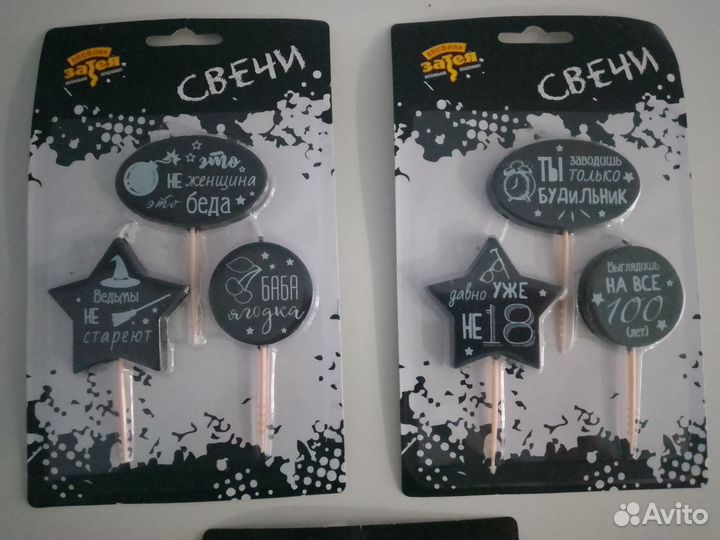 ВЕСЁЛАЯ
ЗАТЕЯ
СВЕЧИ
это
НЕ женщина
это беда
Ведьмы
НЕ
стареют
БАБА
ягодка
ВЕСЁЛАЯ
ЗАТЕЯ
СВЕЧИ
ТЫ заводишь
только
БУДИЛЬНИК
давно УЖЕ
НЕ 18
Выглядишь
НА ВСЕ
100
(лет)
Avito